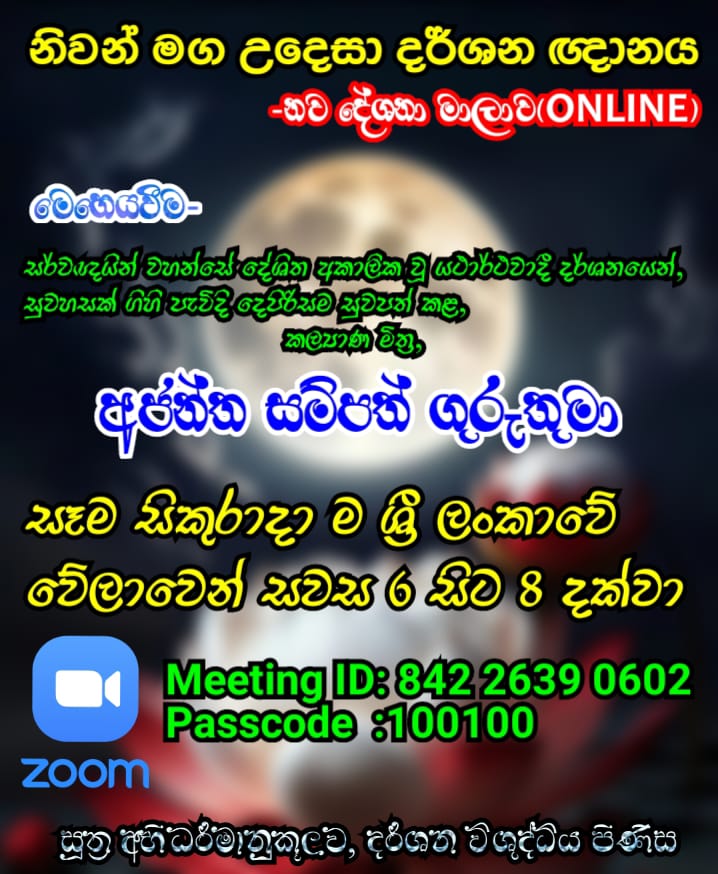 නිවන් මග උදෙසා දර්ශන ඥානය
-නව දේශනා මාලාව(ONLINE)
මෙහෙයවීම-
සර්වඥයින් වහන්සේ දේශිත අකාලික වූ යථාර්ථවාදී දර්ශනයෙන්,
සුවහසක් ගිහි පැවිදි දෙපිරිසම සුවපත් කළ,
කල්‍යාණ මිත්‍ර,
අජන්ත සම්පත් ගුරුතුමා
සෑම සිකුරාදා ම ශ්‍රී ලංකාවේ
වේලාවෙන් සවස 6 සිට 8 දක්වා
Meeting ID: 842 2639 0602
Passcode :100100
zoom
සූත්‍ර අභිධර්මානුකූලව, දර්ශන විශුද්ධිය පිණිස